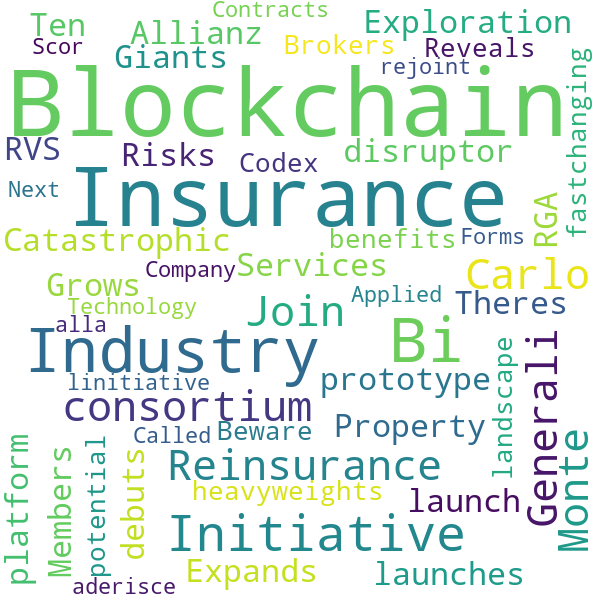 Contracts
Ten
Allianz
Exploration
Scor
Giants
Brokers
Reveals
rejoint
Blockchain
fastchanging
RVS
Risks
Codex
disruptor
Next
Insurance
RGA
Catastrophic
benefits
Forms
Company
Services
Carlo
Grows
Technology
Join
Applied
Theres
alla
Industry
Bi
Generali
linitiative
prototype
landscape
consortium
Called
Beware
Property
Monte
platform
Members
potential
debuts
Reinsurance
heavyweights
launch
Initiative
aderisce
Expands
launches